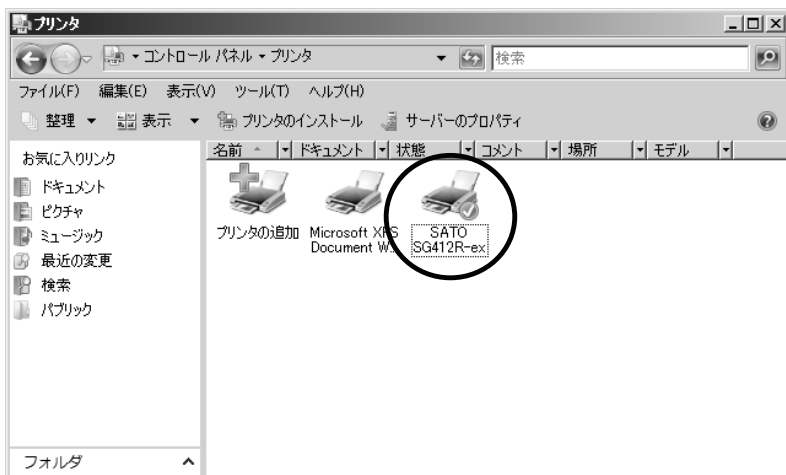 プリンタ
コントロール パネル ▾ プリンタ
検索
ファイル(F) 編集(E) 表示(V) ツール(T) ヘルプ(H)
整理 表示 プリンタのインストール サーバーのプロパティ
お気に入りリンク
ドキュメント
ピクチャ
ミュージック
最近の変更
検索
パブリック
フォルダ
名前 ドキュメント 状態 コメント 場所 モデル
プリンタの追加
Microsoft XPS
Document W...
SATO
SG412R-ex